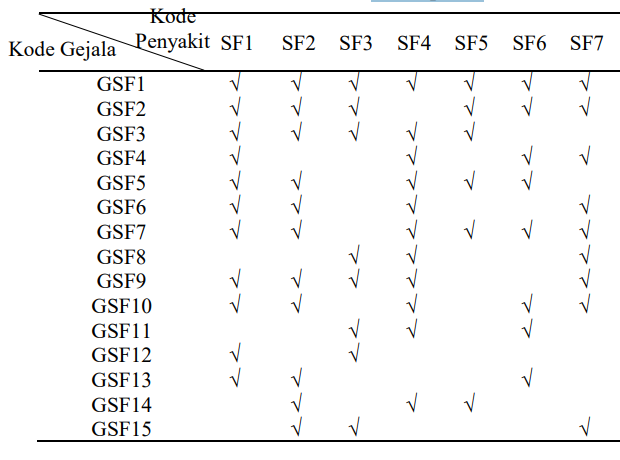 Kode
Kode Gejala Penyakit SF1 SF2 SF3 SF4 SF5 SF6 SF7
GSF1 √ √ √ √ √ √ √
GSF2 √ √ √ √ √ √
GSF3 √ √ √ √ √
GSF4 √ √ √ √
GSF5 √ √ √ √ √
GSF6 √ √ √ √
GSF7 √ √ √ √ √ √
GSF8 √ √ √
GSF9 √ √ √ √ √
GSF10 √ √ √ √ √
GSF11 √ √ √
GSF12 √ √
GSF13 √ √ √
GSF14 √ √ √
GSF15 √ √ √